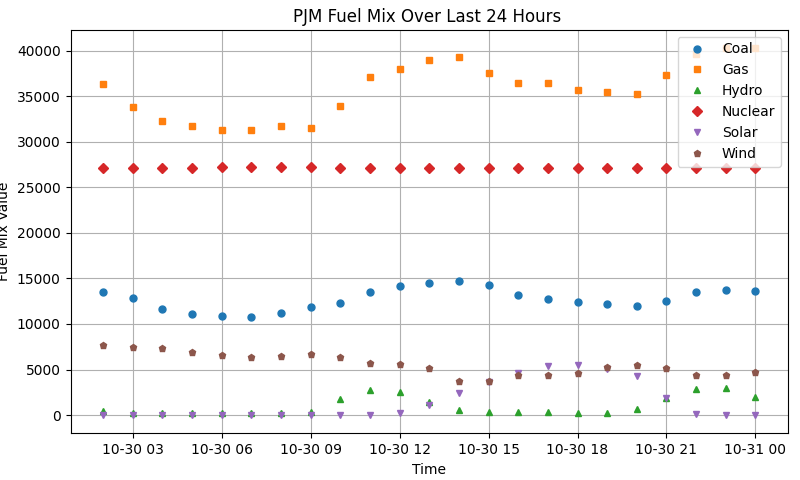 PJM Fuel Mix Over Last 24 Hours
40000
35000
30000
25000
20000
15000
10000
5000
0
Fuel Mix Value
Coal
Gas
Hydro
Nuclear
Solar
Wind
10-30 03 10-30 06 10-30 09 10-30 12 10-30 15 10-30 18 10-30 21 10-31 00
Time